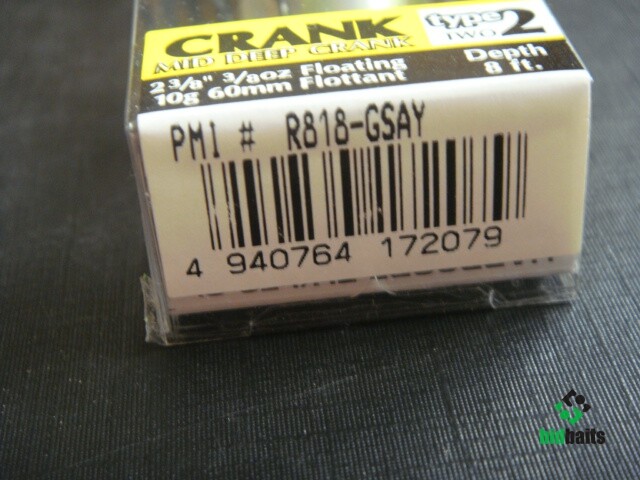 CRANK
MID DEEP CRANK
type 2
TWO
2 3/8" 3/8oz Floating
10g 60mm Flottant
Depth
8 ft.
PM1 # R818-GSAY
4 940764 172079
baits